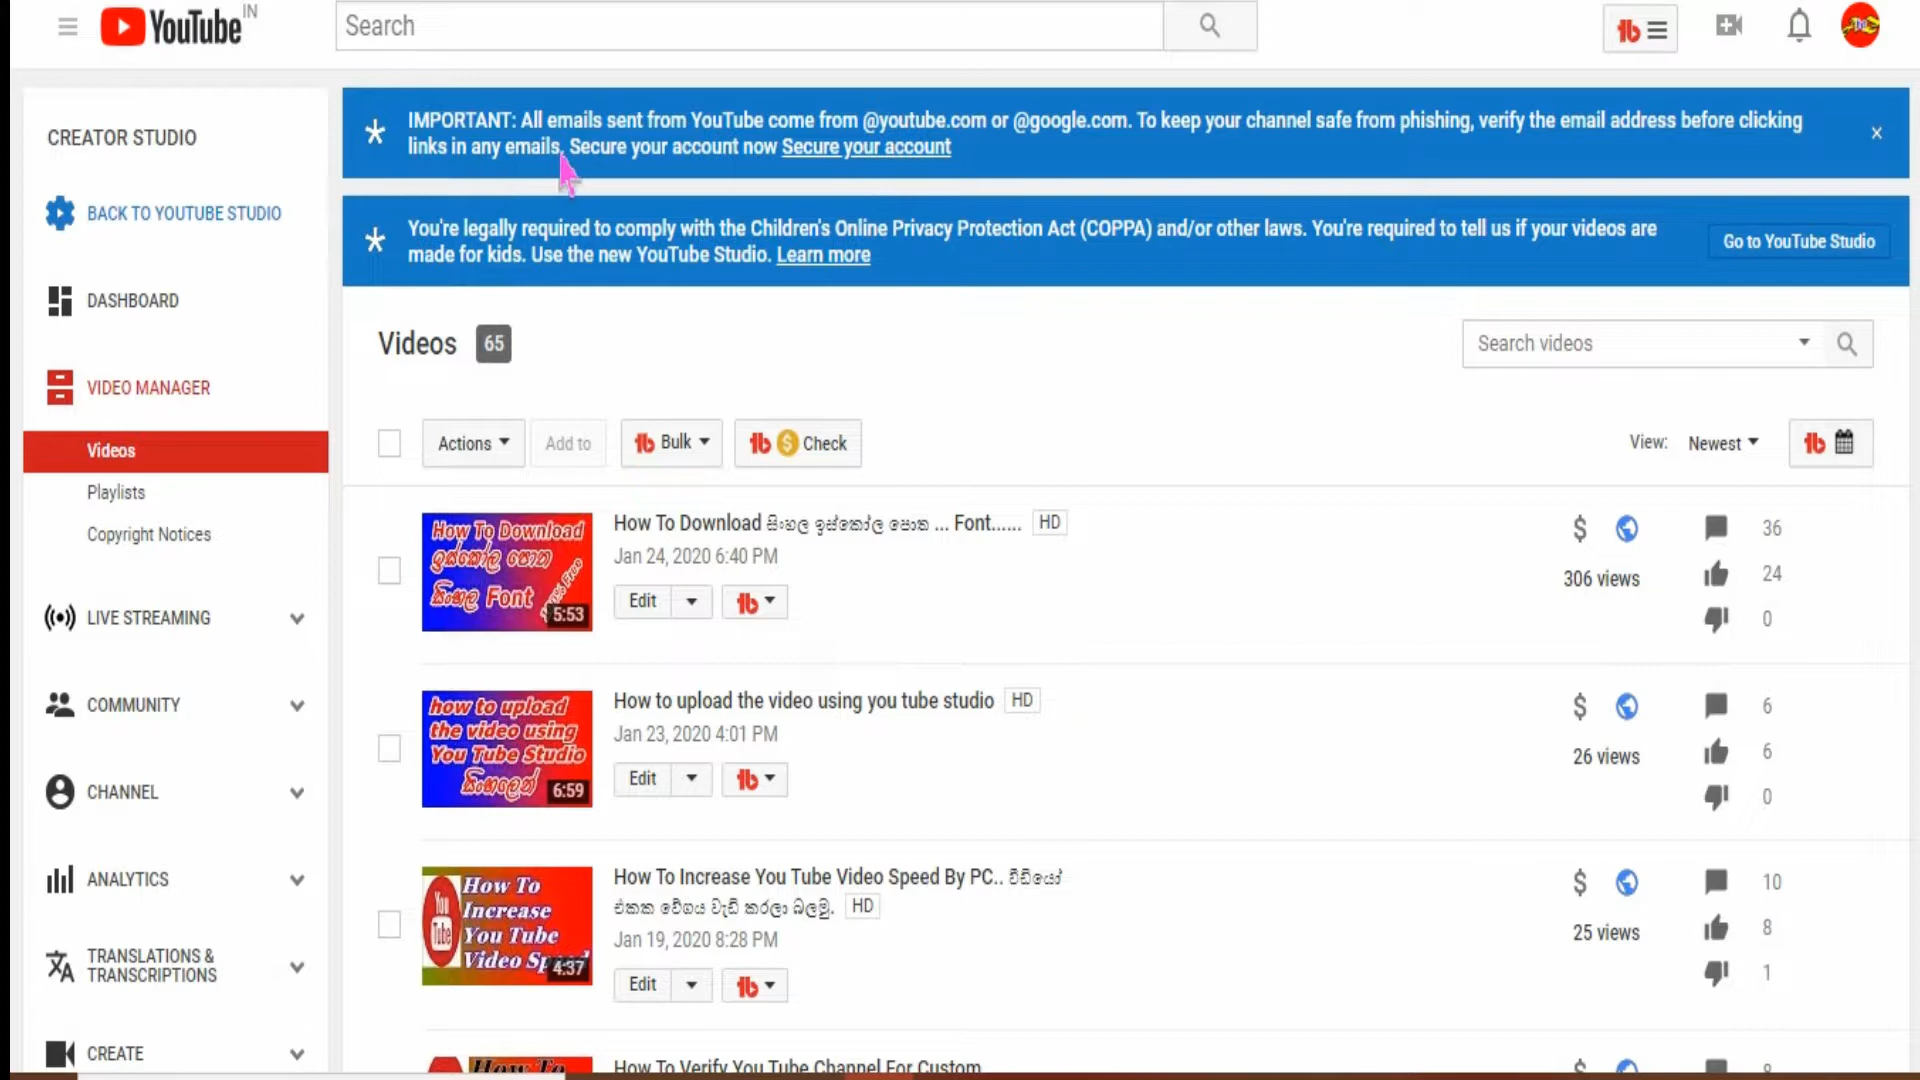 YouTube IN
Search
CREATOR STUDIO
BACK TO YOUTUBE STUDIO
DASHBOARD
VIDEO MANAGER
Videos
Playlists
Copyright Notices
LIVE STREAMING
COMMUNITY
CHANNEL
ANALYTICS
TRANSLATIONS &
TRANSCRIPTIONS
CREATE
IMPORTANT: All emails sent from YouTube come from @youtube.com or @google.com. To keep your channel safe from phishing, verify the email address before clicking
links in any emails. Secure your account now Secure your account
You're legally required to comply with the Children's Online Privacy Protection Act (COPPA) and/or other laws. You're required to tell us if your videos are
made for kids. Use the new YouTube Studio. Learn more
Go to YouTube Studio
Videos 65
Search videos
Actions Add to Bulk Check View: Newest
How To Download
ඉස්කෝල පොත
සිංහල Font
5:53
How To Download සිංහල ඉස්කෝල පොත ... Font...... HD
Jan 24, 2020 6:40 PM
Edit
306 views
36
24
0
how to upload
the video using
You Tube Studio
සිංහලෙන්
6:59
How to upload the video using you tube studio HD
Jan 23, 2020 4:01 PM
Edit
26 views
6
6
0
You
Tube
How To
Increase
You Tube
Video
4:37
How To Increase You Tube Video Speed By PC.. වීඩියෝ
එකක වේගය වැඩි කරලා බලමු. HD
Jan 19, 2020 8:28 PM
Edit
25 views
10
8
1
How To
How To Verify You Tube Channel For Custom